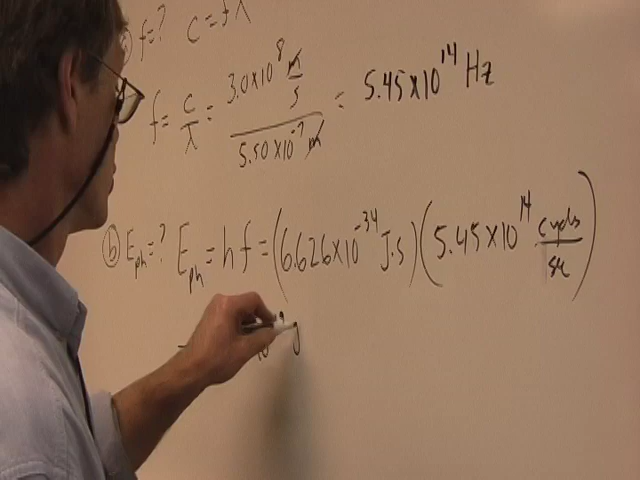 f=? c=fλ
f = c/λ = 3.0×10⁸ m/s / 5.50×10⁻⁷ m = 5.45×10¹⁴ Hz
(b) E_ph=? E_ph = hf = (6.626×10⁻³⁴ J·s)(5.45×10¹⁴ cycles/sec)
J